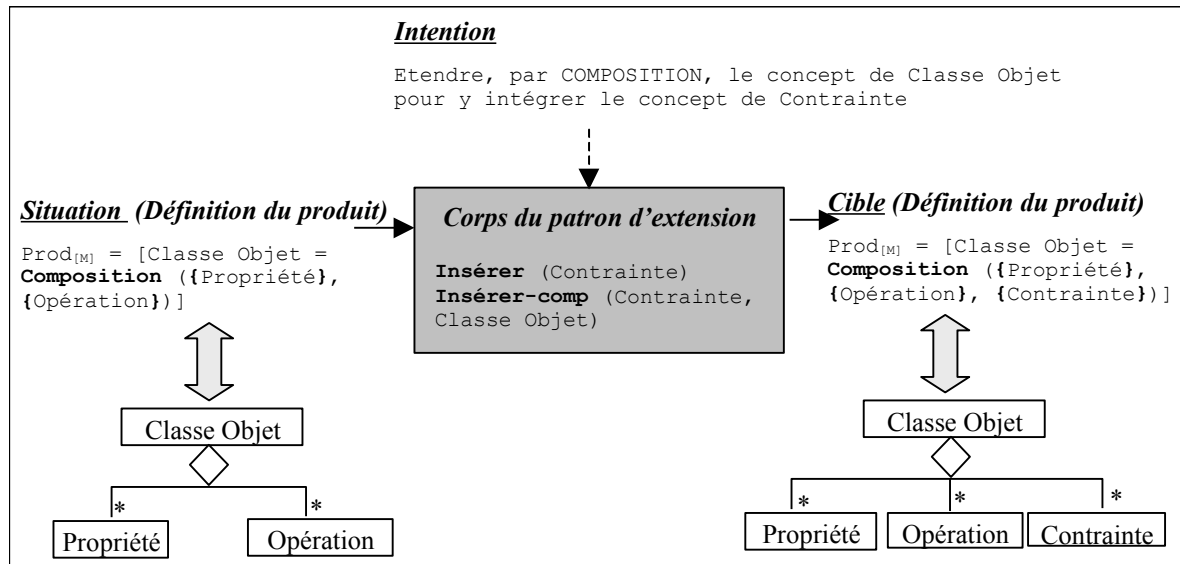 Intention
Etendre, par COMPOSITION, le concept de Classe Objet
pour y intégrer le concept de Contrainte
Situation (Définition du produit)
Prod[M] = [Classe Objet =
Composition ({Propriété},
{Opération})]
Corps du patron d'extension
Insérer (Contrainte)
Insérer-comp (Contrainte,
Classe Objet)
Cible (Définition du produit)
Prod[M] = [Classe Objet =
Composition ({Propriété},
{Opération}, {Contrainte})]
Classe Objet
* *
Propriété Opération
Classe Objet
* * *
Propriété Opération Contrainte